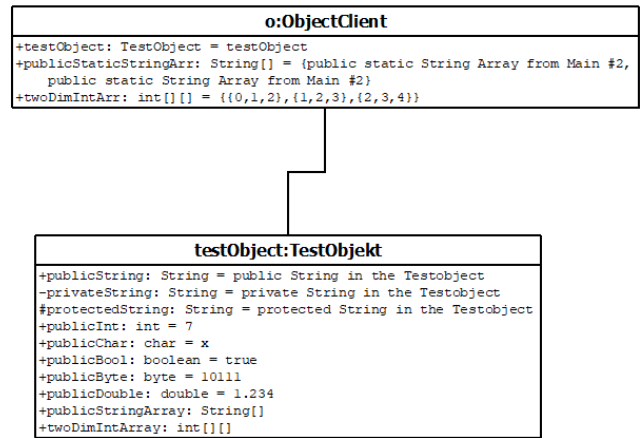 o:ObjectClient
+testObject: TestObject = testObject
+publicStaticStringArr: String[] = {public static String Array from Main #2,
public static String Array from Main #2}
+twoDimIntArr: int[][] = {{0,1,2},{1,2,3},{2,3,4}}
testObject:TestObjekt
+publicString: String = public String in the Testobject
-privateString: String = private String in the Testobject
#protectedString: String = protected String in the Testobject
+publicInt: int = 7
+publicChar: char = x
+publicBool: boolean = true
+publicByte: byte = 10111
+publicDouble: double = 1.234
+publicStringArray: String[]
+twoDimIntArray: int[][]